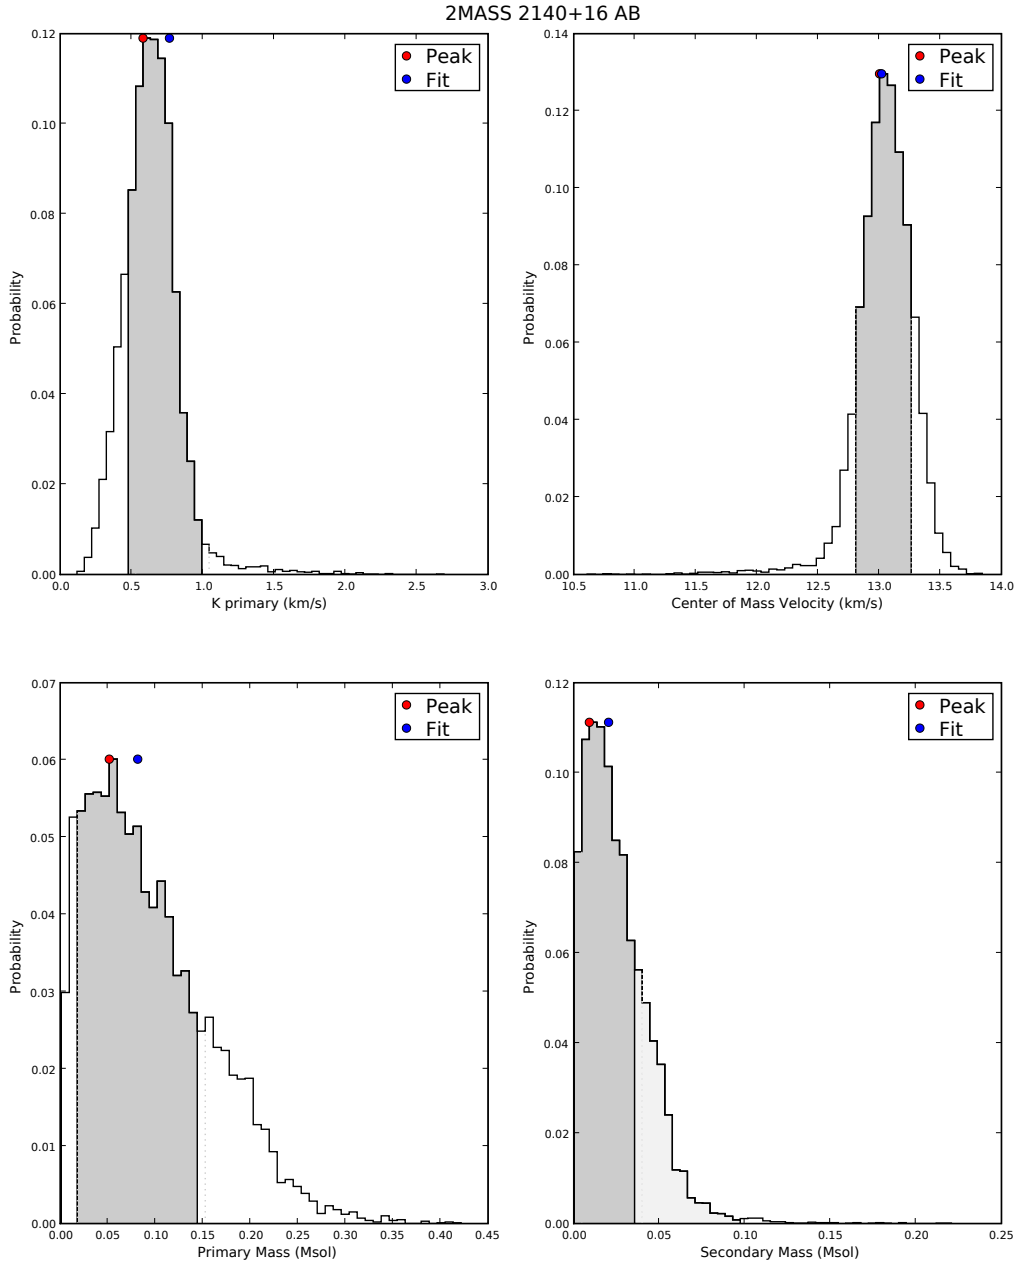 2MASS 2140+16 AB
0.12
0.10
0.08
0.06
0.04
0.02
0.00
Probability
0.0 0.5 1.0 1.5 2.0 2.5 3.0
K primary (km/s)
Peak
Fit
0.14
0.12
0.10
0.08
0.06
0.04
0.02
0.00
Probability
10.5 11.0 11.5 12.0 12.5 13.0 13.5 14.0
Center of Mass Velocity (km/s)
Peak
Fit
0.07
0.06
0.05
0.04
0.03
0.02
0.01
0.00
Probability
0.00 0.05 0.10 0.15 0.20 0.25 0.30 0.35 0.40 0.45
Primary Mass (Msol)
Peak
Fit
0.12
0.10
0.08
0.06
0.04
0.02
0.00
Probability
0.00 0.05 0.10 0.15 0.20 0.25
Secondary Mass (Msol)
Peak
Fit